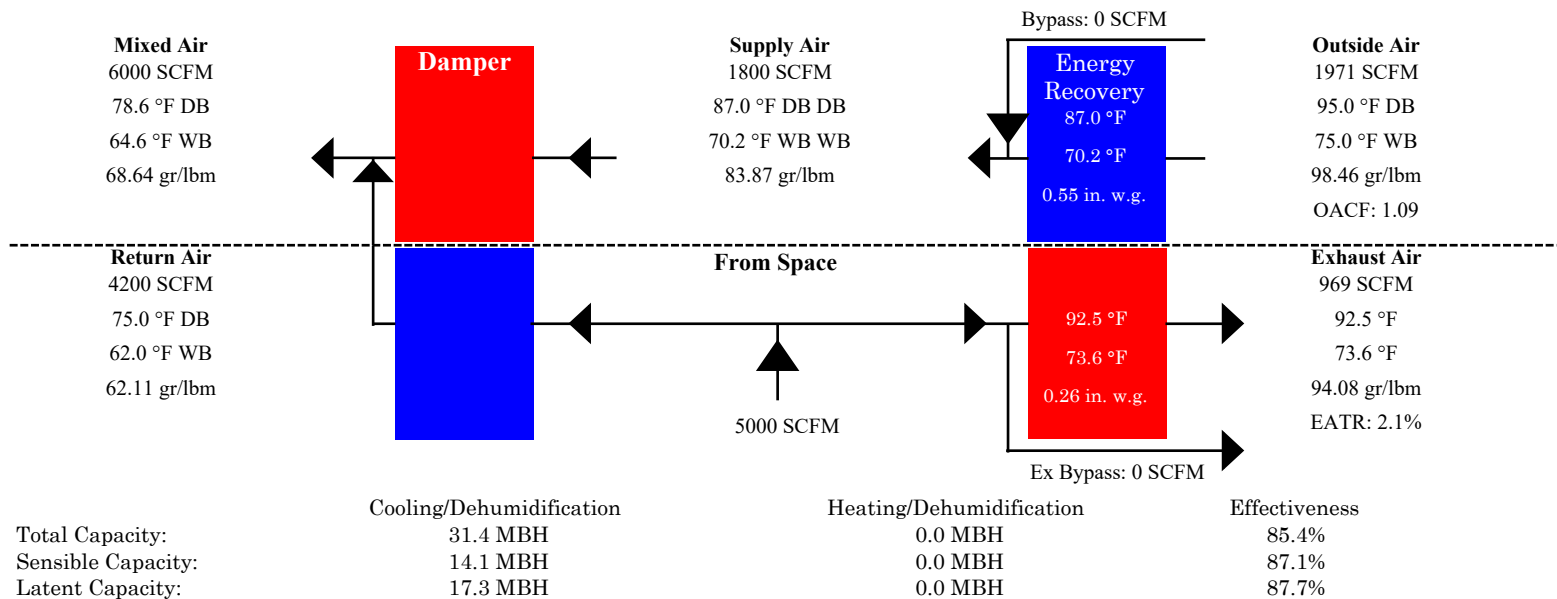 Bypass: 0 SCFM
Mixed Air
6000 SCFM
78.6 °F DB
64.6 °F WB
68.64 gr/lbm
Damper
Supply Air
1800 SCFM
87.0 °F DB DB
70.2 °F WB WB
83.87 gr/lbm
Energy
Recovery
87.0 °F
70.2 °F
0.55 in. w.g.
Outside Air
1971 SCFM
95.0 °F DB
75.0 °F WB
98.46 gr/lbm
OACF: 1.09
Return Air
4200 SCFM
75.0 °F DB
62.0 °F WB
62.11 gr/lbm
From Space
5000 SCFM
92.5 °F
73.6 °F
0.26 in. w.g.
Exhaust Air
969 SCFM
92.5 °F
73.6 °F
94.08 gr/lbm
EATR: 2.1%
Ex Bypass: 0 SCFM
Cooling/Dehumidification Heating/Dehumidification Effectiveness
Total Capacity: 31.4 MBH 0.0 MBH 85.4%
Sensible Capacity: 14.1 MBH 0.0 MBH 87.1%
Latent Capacity: 17.3 MBH 0.0 MBH 87.7%